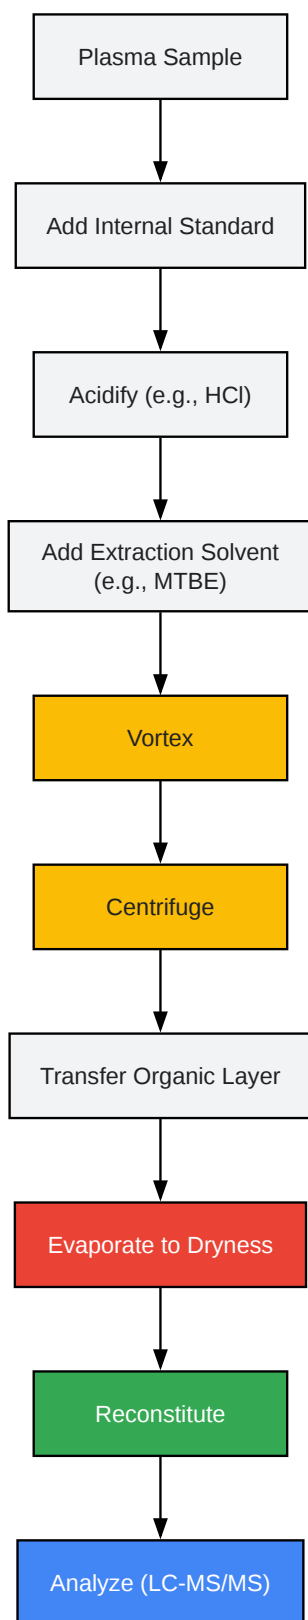 Plasma Sample
Add Internal Standard
Acidify (e.g., HCl)
Add Extraction Solvent
(e.g., MTBE)
Vortex
Centrifuge
Transfer Organic Layer
Evaporate to Dryness
Reconstitute
Analyze (LC-MS/MS)